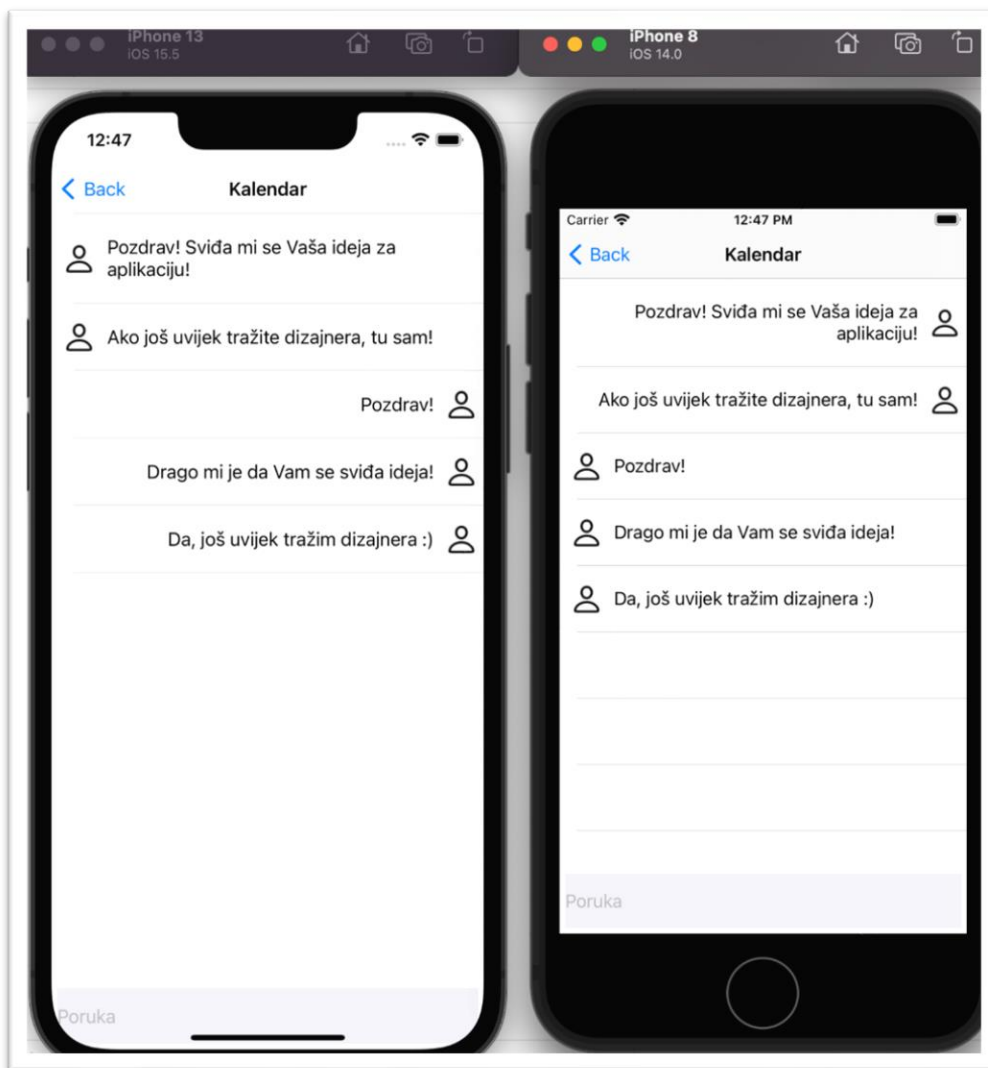 iPhone 13
iOS 15.5
12:47
Back
Kalendar
Pozdrav! Sviđa mi se Vaša ideja za
aplikaciju!
Ako još uvijek tražite dizajnera, tu sam!
Pozdrav!
Drago mi je da Vam se sviđa ideja!
Da, još uvijek tražim dizajnera :)
Poruka
iPhone 8
iOS 14.0
Carrier
12:47 PM
Back
Kalendar
Pozdrav! Sviđa mi se Vaša ideja za
aplikaciju!
Ako još uvijek tražite dizajnera, tu sam!
Pozdrav!
Drago mi je da Vam se sviđa ideja!
Da, još uvijek tražim dizajnera :)
Poruka